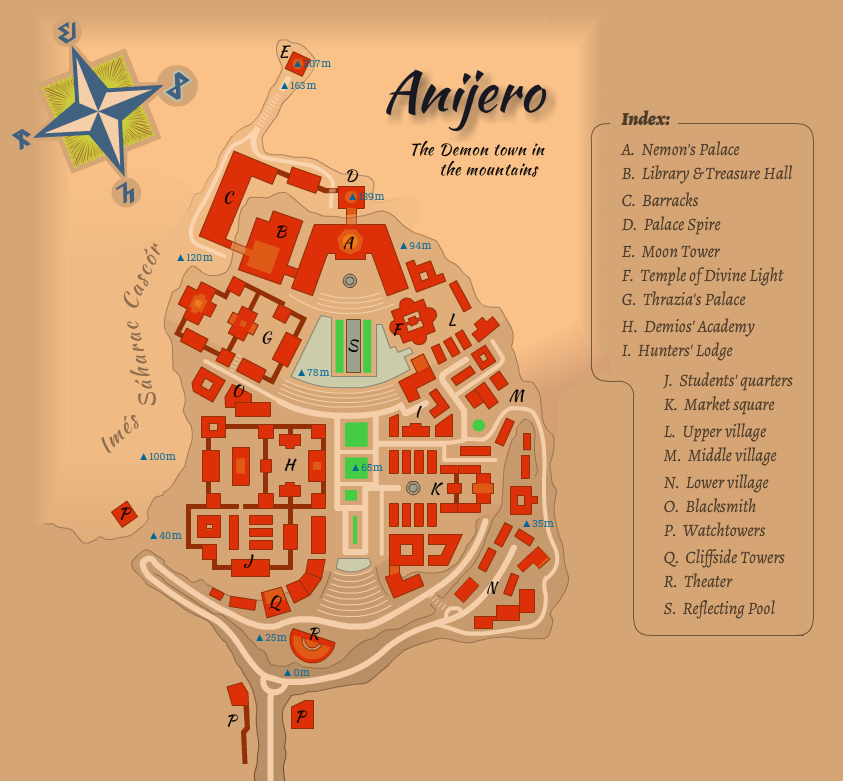 Anijero
The Demon town in
the mountains
Index:
A. Nemon's Palace
B. Library & Treasure Hall
C. Barracks
D. Palace Spire
E. Moon Tower
F. Temple of Divine Light
G. Thrazia's Palace
H. Demios' Academy
I. Hunters' Lodge
J. Students' quarters
K. Market square
L. Upper village
M. Middle village
N. Lower village
O. Blacksmith
P. Watchtowers
Q. Cliffside Towers
R. Theater
S. Reflecting Pool
E
▲207m
▲163m
D
C
B
A
▲94m
▲120m
Imés Sáharac Cascór
G
F
L
S
▲78m
O
I
M
▲100m
H
▲65m
K
P
▲40m
▲35m
J
N
Q
▲25m
R
▲0m
P
P